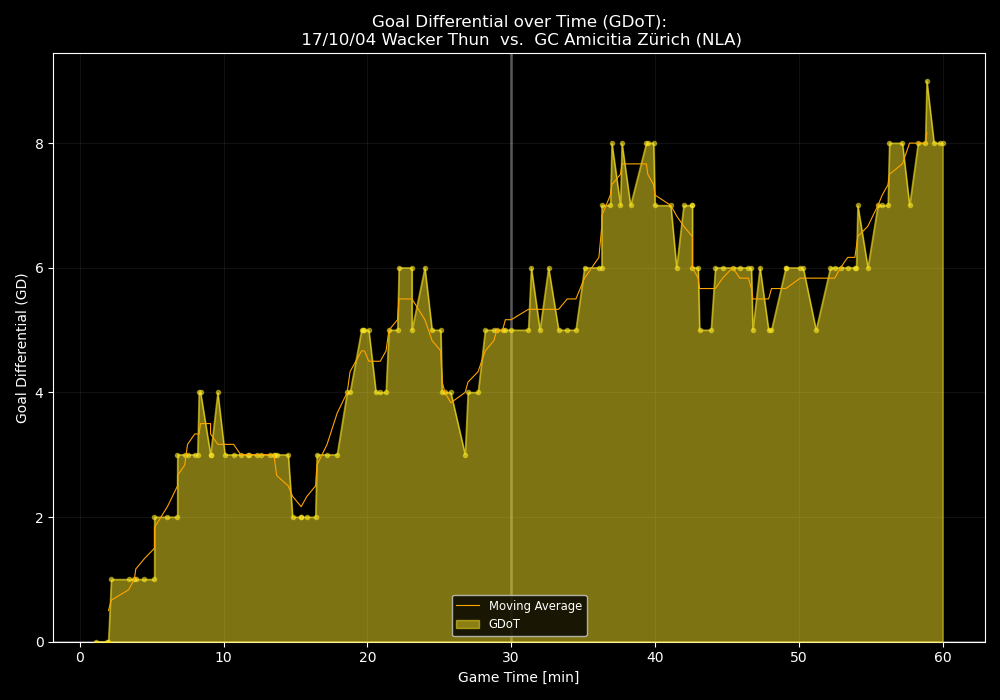 Goal Differential over Time (GDoT):
17/10/04 Wacker Thun  vs.  GC Amicitia Zürich (NLA)
Goal Differential (GD)
8
6
4
2
0
Moving Average
GDoT
0 10 20 30 40 50 60
Game Time [min]